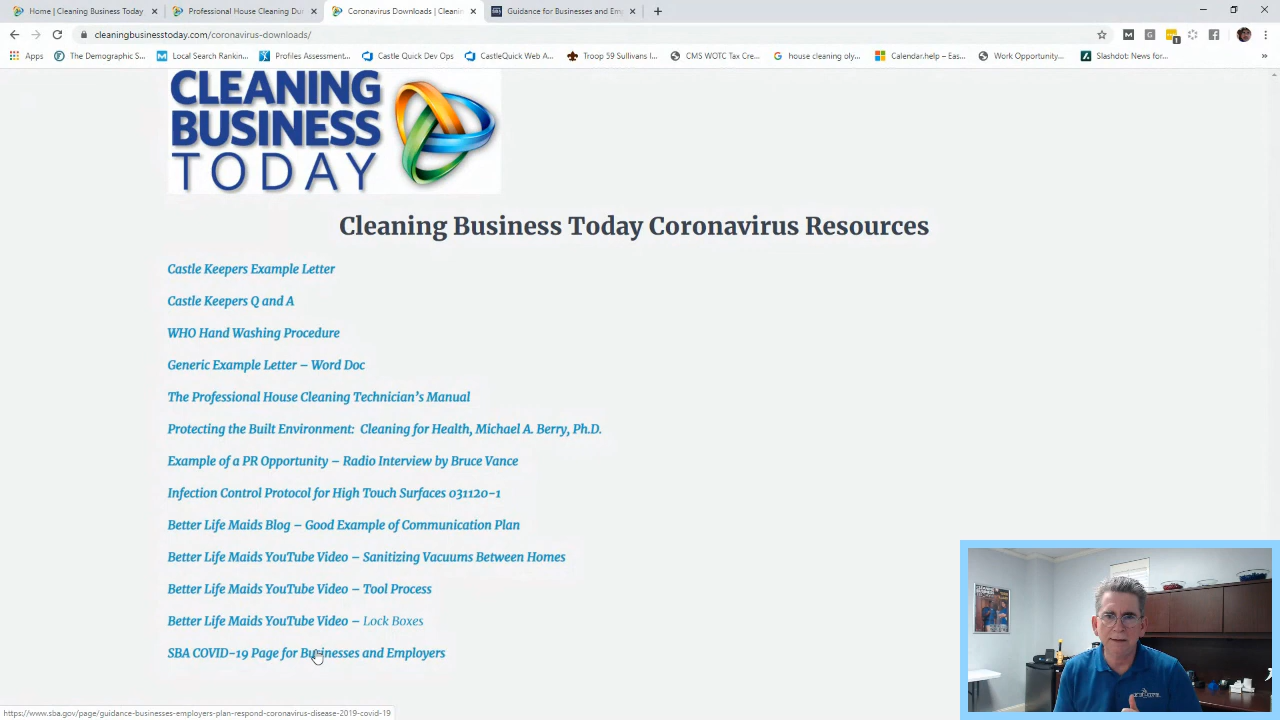 Home | Cleaning Business Today
Professional House Cleaning Busi
Coronavirus Downloads | Cleanin
Guidance for Businesses and Emp
cleaningbusinesstoday.com/coronavirus-downloads/
Apps
The Demographic S...
Local Search Rankin...
Profiles Assessment...
Castle Quick Dev Ops
CastleQuick Web A...
Troop 59 Sullivans I...
CMS WOTC Tax Cre...
house cleaning oly...
Calendar.help – Eas...
Work Opportunity...
Slashdot: News for...
CLEANING
BUSINESS
TODAY
Cleaning Business Today Coronavirus Resources
Castle Keepers Example Letter
Castle Keepers Q and A
WHO Hand Washing Procedure
Generic Example Letter – Word Doc
The Professional House Cleaning Technician's Manual
Protecting the Built Environment: Cleaning for Health, Michael A. Berry, Ph.D.
Example of a PR Opportunity – Radio Interview by Bruce Vance
Infection Control Protocol for High Touch Surfaces 031120-1
Better Life Maids Blog – Good Example of Communication Plan
Better Life Maids YouTube Video – Sanitizing Vacuums Between Homes
Better Life Maids YouTube Video – Tool Process
Better Life Maids YouTube Video – Lock Boxes
SBA COVID-19 Page for Businesses and Employers
https://www.sba.gov/page/guidance-businesses-employers-plan-respond-coronavirus-disease-2019-covid-19